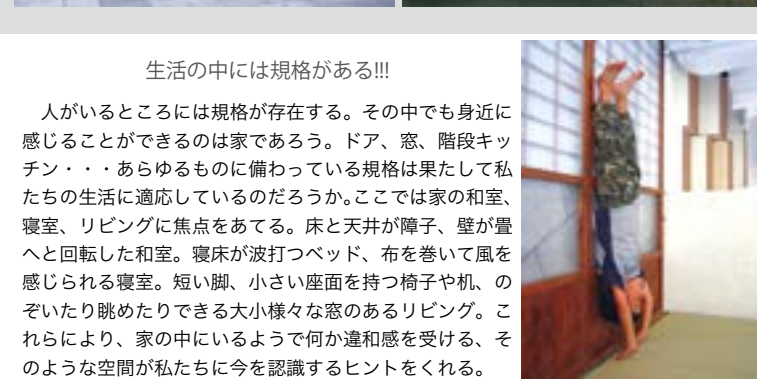 生活の中には規格がある!!!
人がいるところには規格が存在する。その中でも身近に
感じることができるのは家であろう。ドア、窓、階段キッ
チン・・・あらゆるものに備わっている規格は果たして私
たちの生活に適応しているのだろうか。ここでは家の和室、
寝室、リビングに焦点をあてる。床と天井が障子、壁が畳
へと回転した和室。寝床が波打つベッド、布を巻いて風を
感じられる寝室。短い脚、小さい座面を持つ椅子や机、の
ぞいたり眺めたりできる大小様々な窓のあるリビング。こ
れらにより、家の中にいるようで何か違和感を受ける、そ
のような空間が私たちに今を認識するヒントをくれる。